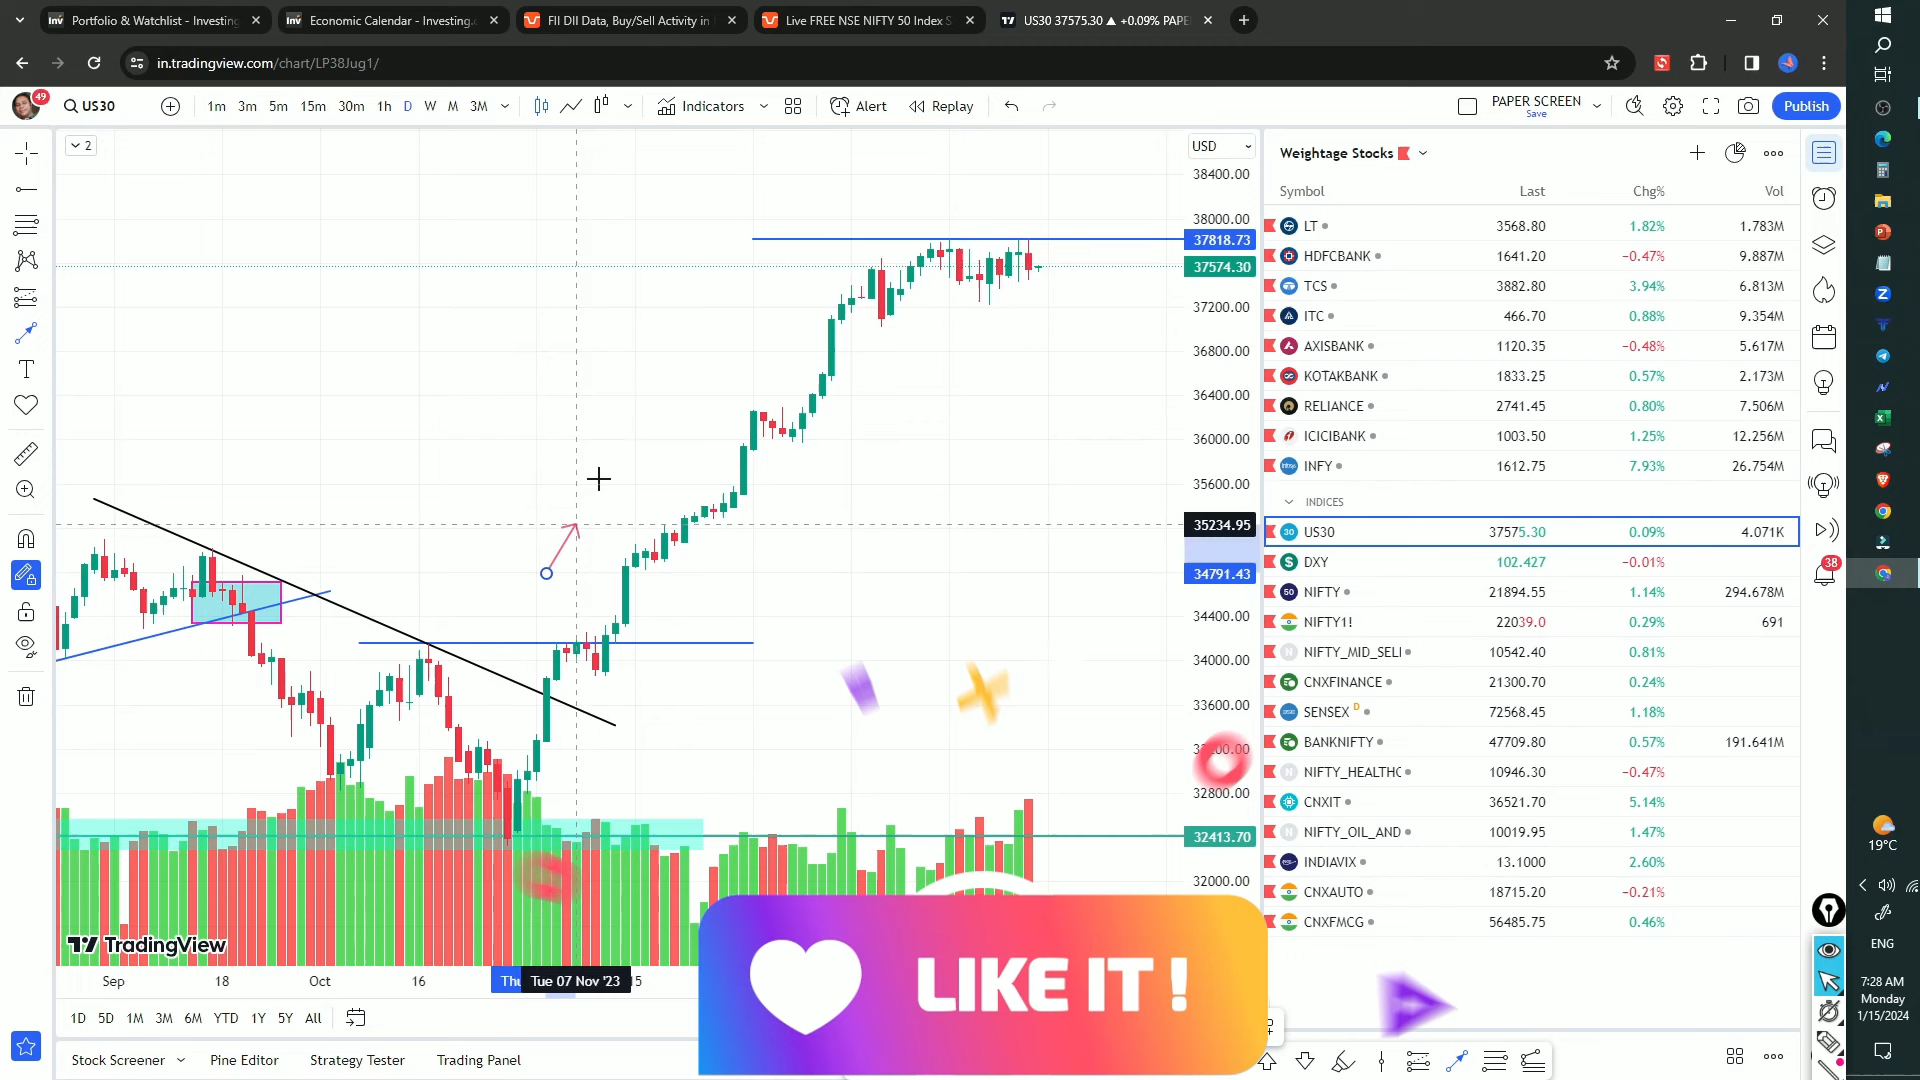 Portfolio & Watchlist - Investing
Economic Calendar - Investing.c
FII DII Data, Buy/Sell Activity in
Live FREE NSE NIFTY 50 Index S
US30 37575.30 ▲ +0.09% PAPE
in.tradingview.com/chart/LP38Jug1/
49
US30
1m 3m 5m 15m 30m 1h D W M 3M
Indicators
Alert
Replay
PAPER SCREEN
Save
Publish
2
USD
38400.00
38000.00
37818.73
37574.30
37200.00
36800.00
36400.00
36000.00
35600.00
35234.95
34791.43
34400.00
34000.00
33600.00
33200.00
32800.00
32413.70
32000.00
Weightage Stocks
Symbol Last Chg% Vol
LT 3568.80 1.82% 1.783M
HDFCBANK 1641.20 −0.47% 9.887M
TCS 3882.80 3.94% 6.813M
ITC 466.70 0.88% 9.354M
AXISBANK 1120.35 −0.48% 5.617M
KOTAKBANK 1833.25 0.57% 2.173M
RELIANCE 2741.45 0.80% 7.506M
ICICIBANK 1003.50 1.25% 12.256M
INFY 1612.75 7.93% 26.754M
INDICES
US30 37575.30 0.09% 4.071K
DXY 102.427 −0.01%
NIFTY 21894.55 1.14% 294.678M
NIFTY1! 22039.0 0.29% 691
NIFTY_MID_SELI 10542.40 0.81%
CNXFINANCE 21300.70 0.24%
SENSEX D 72568.45 1.18%
BANKNIFTY 47709.80 0.57% 191.641M
NIFTY_HEALTHC 10946.30 −0.47%
CNXIT 36521.70 5.14%
NIFTY_OIL_AND 10019.95 1.47%
INDIAVIX 13.1000 2.60%
CNXAUTO 18715.20 −0.21%
CNXFMCG 56485.75 0.46%
38
TradingView
Sep 18 Oct 16 Thu Tue 07 Nov '23 15
1D 5D 1M 3M 6M YTD 1Y 5Y All
Stock Screener
Pine Editor
Strategy Tester
Trading Panel
LIKE IT !
19°C
ENG
7:28 AM
Monday
1/15/2024